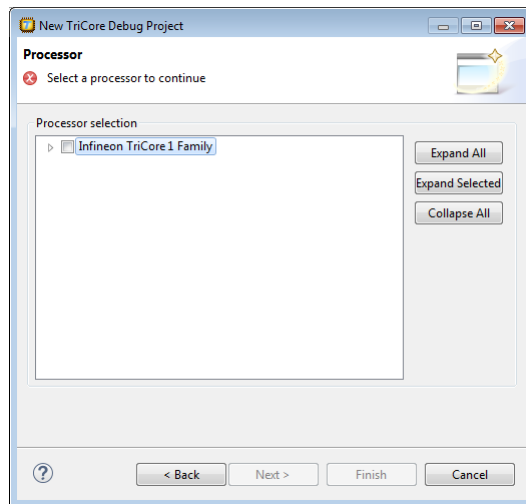 New TriCore Debug Project
Processor
Select a processor to continue
Processor selection
Infineon TriCore 1 Family
Expand All
Expand Selected
Collapse All
?
< Back
Next >
Finish
Cancel